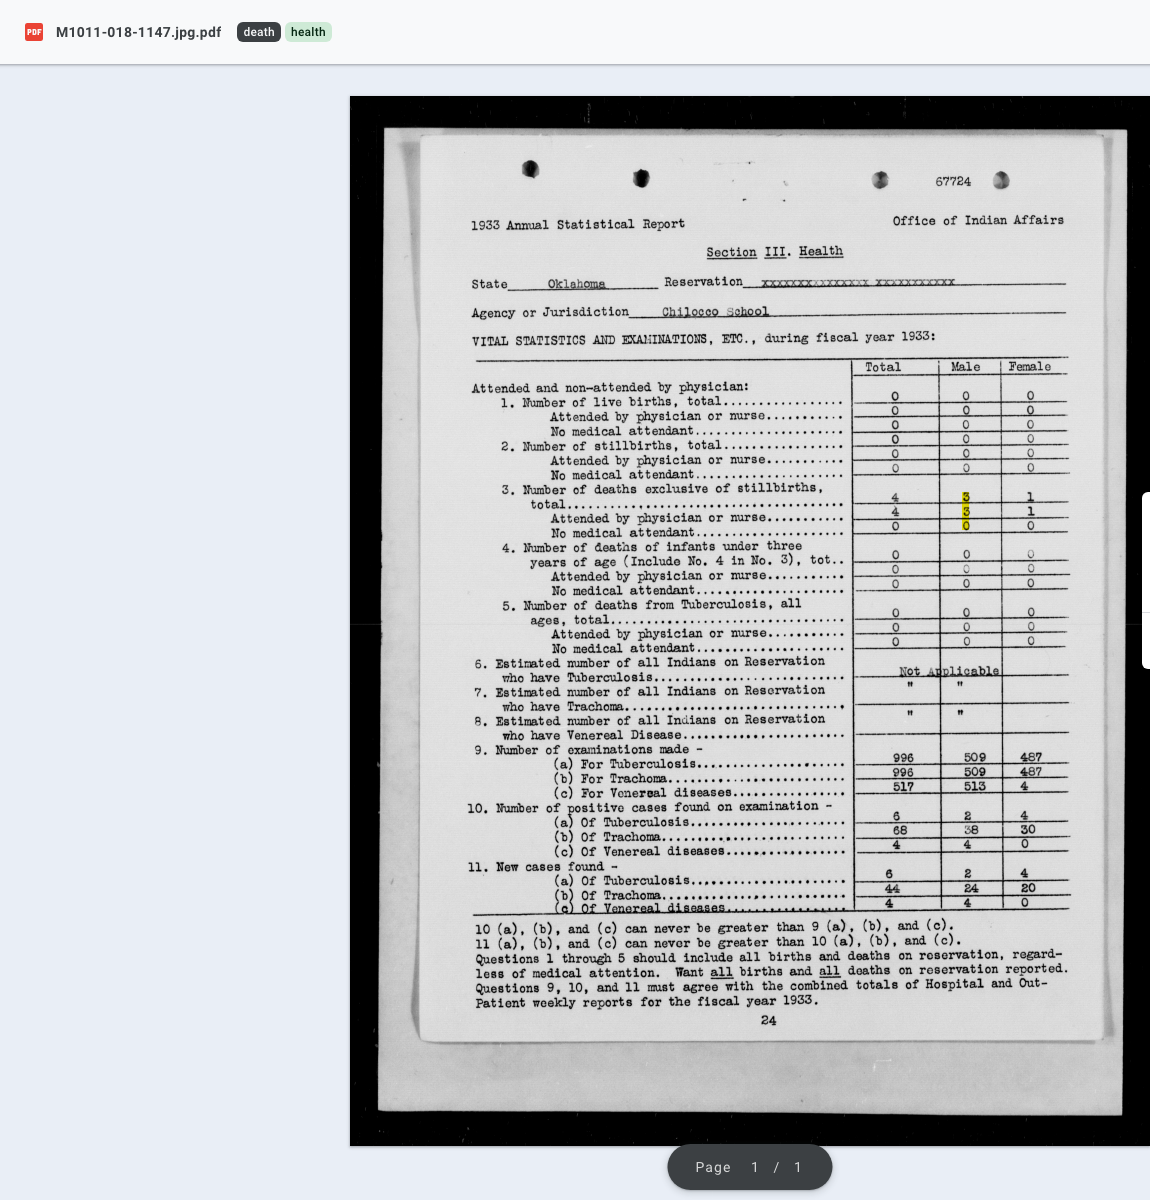 PDF M1011-018-1147.jpg.pdf death health
67724
1933 Annual Statistical Report Office of Indian Affairs
Section III. Health
State Oklahoma Reservation xxxxxxxxxxxxxxx xxxxxxxxxxx
Agency or Jurisdiction Chilocco School
VITAL STATISTICS AND EXAMINATIONS, ETC., during fiscal year 1933:
Total Male Female
Attended and non-attended by physician:
1. Number of live births, total................. 0 0 0
Attended by physician or nurse........... 0 0 0
No medical attendant..................... 0 0 0
2. Number of stillbirths, total................. 0 0 0
Attended by physician or nurse........... 0 0 0
No medical attendant..................... 0 0 0
3. Number of deaths exclusive of stillbirths,
total....................................... 4 3 1
Attended by physician or nurse........... 4 3 1
No medical attendant..................... 0 0 0
4. Number of deaths of infants under three
years of age (Include No. 4 in No. 3), tot.. 0 0 0
Attended by physician or nurse........... 0 0 0
No medical attendant..................... 0 0 0
5. Number of deaths from Tuberculosis, all
ages, total................................. 0 0 0
Attended by physician or nurse........... 0 0 0
No medical attendant..................... 0 0 0
6. Estimated number of all Indians on Reservation
who have Tuberculosis........................... Not Applicable
7. Estimated number of all Indians on Reservation " "
who have Trachoma...............................
8. Estimated number of all Indians on Reservation " "
who have Venereal Disease.......................
9. Number of examinations made -
(a) For Tuberculosis..................... 996 509 487
(b) For Trachoma......................... 996 509 487
(c) For Venereal diseases................ 517 513 4
10. Number of positive cases found on examination -
(a) Of Tuberculosis...................... 6 2 4
(b) Of Trachoma.......................... 68 38 30
(c) Of Venereal diseases................. 4 4 0
11. New cases found -
(a) Of Tuberculosis...................... 6 2 4
(b) Of Trachoma.......................... 44 24 20
(c) Of Venereal diseases................. 4 4 0
10 (a), (b), and (c) can never be greater than 9 (a), (b), and (c).
11 (a), (b), and (c) can never be greater than 10 (a), (b), and (c).
Questions 1 through 5 should include all births and deaths on reservation, regard-
less of medical attention. Want all births and all deaths on reservation reported.
Questions 9, 10, and 11 must agree with the combined totals of Hospital and Out-
Patient weekly reports for the fiscal year 1933.
24
Page 1 / 1